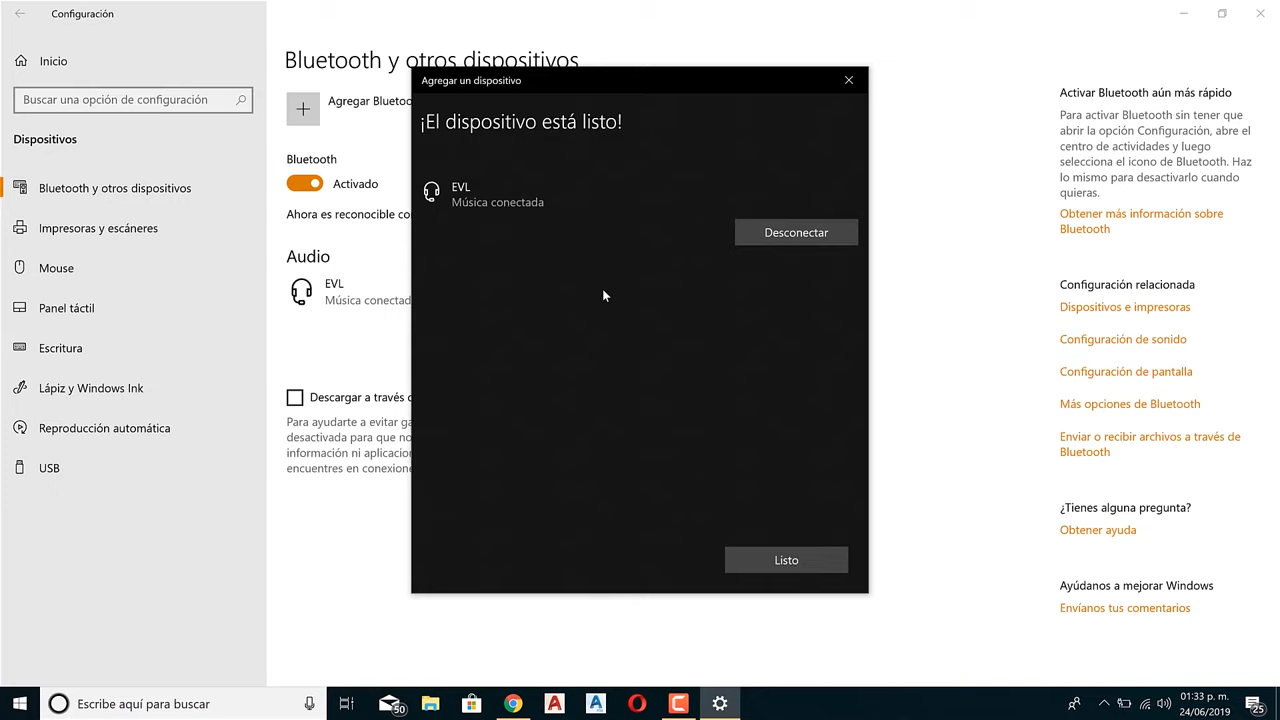 Configuración
Inicio
Buscar una opción de configuración
Dispositivos
Bluetooth y otros dispositivos
Impresoras y escáneres
Mouse
Panel táctil
Escritura
Lápiz y Windows Ink
Reproducción automática
USB
Bluetooth y otros dispositivos
Agregar Bluetoo
Bluetooth
Activado
Ahora es reconocible co
Audio
EVL
Música conectad
Descargar a través
Para ayudarte a evitar ga
desactivada para que no
información ni aplicacion
encuentres en conexione
Agregar un dispositivo
¡El dispositivo está listo!
EVL
Música conectada
Desconectar
Listo
Activar Bluetooth aún más rápido
Para activar Bluetooth sin tener que
abrir la opción Configuración, abre el
centro de actividades y luego
selecciona el icono de Bluetooth. Haz
lo mismo para desactivarlo cuando
quieras.
Obtener más información sobre
Bluetooth
Configuración relacionada
Dispositivos e impresoras
Configuración de sonido
Configuración de pantalla
Más opciones de Bluetooth
Enviar o recibir archivos a través de
Bluetooth
¿Tienes alguna pregunta?
Obtener ayuda
Ayúdanos a mejorar Windows
Envíanos tus comentarios
Escribe aquí para buscar
50
01:33 p. m.
24/06/2019
25